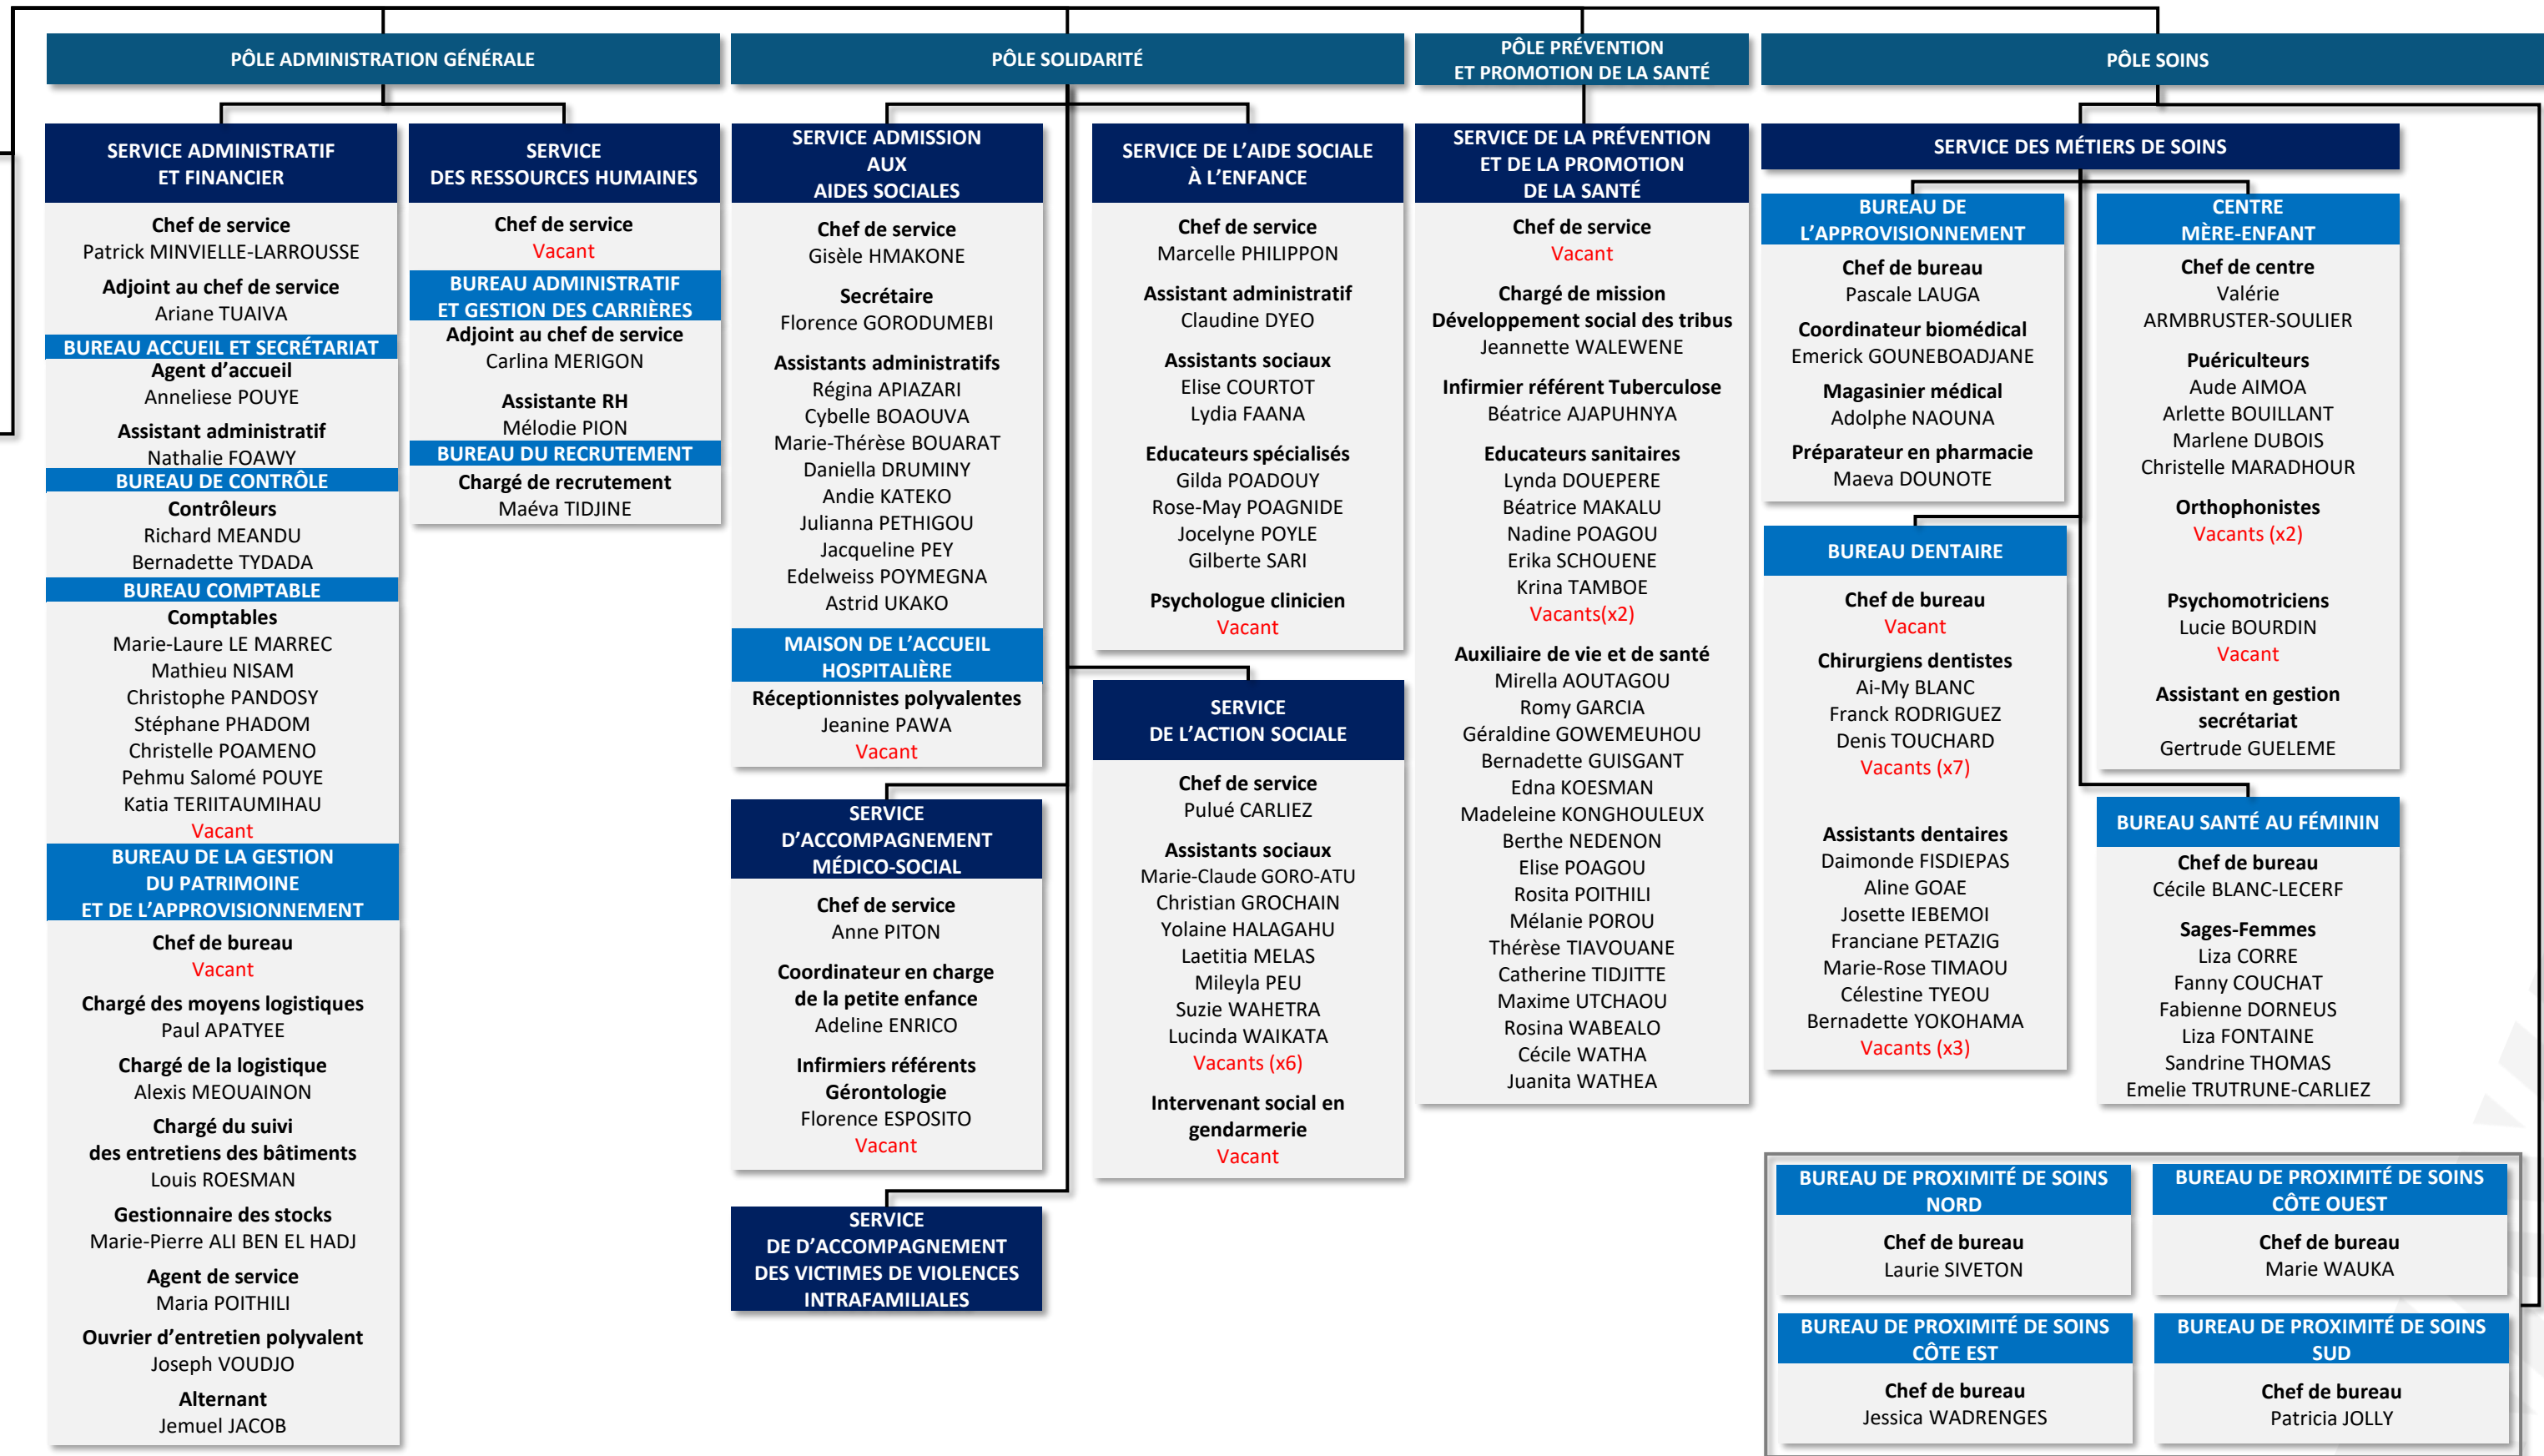 PÔLE ADMINISTRATION GÉNÉRALE
SERVICE ADMINISTRATIF
ET FINANCIER
Chef de service
Patrick MINVIELLE-LARROUSSE
Adjoint au chef de service
Ariane TUAIVA
BUREAU ACCUEIL ET SECRÉTARIAT
Agent d’accueil
Anneliese POUYE
Assistant administratif
Nathalie FOAWY
BUREAU DE CONTRÔLE
Contrôleurs
Richard MEANDU
Bernadette TYDADA
BUREAU COMPTABLE
Comptables
Marie-Laure LE MARREC
Mathieu NISAM
Christophe PANDOSY
Stéphane PHADOM
Christelle POAMENO
Pehmu Salomé POUYE
Katia TERIITAUMIHAU
Vacant
BUREAU DE LA GESTION
DU PATRIMOINE
ET DE L’APPROVISIONNEMENT
Chef de bureau
Vacant
Chargé des moyens logistiques
Paul APATYEE
Chargé de la logistique
Alexis MEOUAINON
Chargé du suivi
des entretiens des bâtiments
Louis ROESMAN
Gestionnaire des stocks
Marie-Pierre ALI BEN EL HADJ
Agent de service
Maria POITHILI
Ouvrier d’entretien polyvalent
Joseph VOUDJO
Alternant
Jemuel JACOB
SERVICE
DES RESSOURCES HUMAINES
Chef de service
Vacant
BUREAU ADMINISTRATIF
ET GESTION DES CARRIÈRES
Adjoint au chef de service
Carlina MERIGON
Assistante RH
Mélodie PION
BUREAU DU RECRUTEMENT
Chargé de recrutement
Maéva TIDJINE
PÔLE SOLIDARITÉ
SERVICE ADMISSION
AUX
AIDES SOCIALES
Chef de service
Gisèle HMAKONE
Secrétaire
Florence GORODUMEBI
Assistants administratifs
Régina APIAZARI
Cybelle BOAOUVA
Marie-Thérèse BOUARAT
Daniella DRUMINY
Andie KATEKO
Julianna PETHIGOU
Jacqueline PEY
Edelweiss POYMEGNA
Astrid UKAKO
MAISON DE L’ACCUEIL
HOSPITALIÈRE
Réceptionnistes polyvalentes
Jeanine PAWA
Vacant
SERVICE
D’ACCOMPAGNEMENT
MÉDICO-SOCIAL
Chef de service
Anne PITON
Coordinateur en charge
de la petite enfance
Adeline ENRICO
Infirmiers référents
Gérontologie
Florence ESPOSITO
Vacant
SERVICE
DE D’ACCOMPAGNEMENT
DES VICTIMES DE VIOLENCES
INTRAFAMILIALES
SERVICE DE L’AIDE SOCIALE
À L’ENFANCE
Chef de service
Marcelle PHILIPPON
Assistant administratif
Claudine DYEO
Assistants sociaux
Elise COURTOT
Lydia FAANA
Educateurs spécialisés
Gilda POADOUY
Rose-May POAGNIDE
Jocelyne POYLE
Gilberte SARI
Psychologue clinicien
Vacant
SERVICE
DE L’ACTION SOCIALE
Chef de service
Pulué CARLIEZ
Assistants sociaux
Marie-Claude GORO-ATU
Christian GROCHAIN
Yolaine HALAGAHU
Laetitia MELAS
Mileyla PEU
Suzie WAHETRA
Lucinda WAIKATA
Vacants (x6)
Intervenant social en
gendarmerie
Vacant
PÔLE PRÉVENTION
ET PROMOTION DE LA SANTÉ
SERVICE DE LA PRÉVENTION
ET DE LA PROMOTION
DE LA SANTÉ
Chef de service
Vacant
Chargé de mission
Développement social des tribus
Jeannette WALEWENE
Infirmier référent Tuberculose
Béatrice AJAPUHNYA
Educateurs sanitaires
Lynda DOUEPERE
Béatrice MAKALU
Nadine POAGOU
Erika SCHOUENE
Krina TAMBOE
Vacants(x2)
Auxiliaire de vie et de santé
Mirella AOUTAGOU
Romy GARCIA
Géraldine GOWEMEUHOU
Bernadette GUISGANT
Edna KOESMAN
Madeleine KONGHOULEUX
Berthe NEDENON
Elise POAGOU
Rosita POITHILI
Mélanie POROU
Thérèse TIAVOUANE
Catherine TIDJITTE
Maxime UTCHAOU
Rosina WABEALO
Cécile WATHA
Juanita WATHEA
PÔLE SOINS
SERVICE DES MÉTIERS DE SOINS
BUREAU DE
L’APPROVISIONNEMENT
Chef de bureau
Pascale LAUGA
Coordinateur biomédical
Emerick GOUNEBOADJANE
Magasinier médical
Adolphe NAOUNA
Préparateur en pharmacie
Maeva DOUNOTE
BUREAU DENTAIRE
Chef de bureau
Vacant
Chirurgiens dentistes
Ai-My BLANC
Franck RODRIGUEZ
Denis TOUCHARD
Vacants (x7)
Assistants dentaires
Daimonde FISDIEPAS
Aline GOAE
Josette IEBEMOI
Franciane PETAZIG
Marie-Rose TIMAOU
Célestine TYEOU
Bernadette YOKOHAMA
Vacants (x3)
CENTRE
MÈRE-ENFANT
Chef de centre
Valérie
ARMBRUSTER-SOULIER
Puériculteurs
Aude AIMOA
Arlette BOUILLANT
Marlene DUBOIS
Christelle MARADHOUR
Orthophonistes
Vacants (x2)
Psychomotriciens
Lucie BOURDIN
Vacant
Assistant en gestion
secrétariat
Gertrude GUELEME
BUREAU SANTÉ AU FÉMININ
Chef de bureau
Cécile BLANC-LECERF
Sages-Femmes
Liza CORRE
Fanny COUCHAT
Fabienne DORNEUS
Liza FONTAINE
Sandrine THOMAS
Emelie TRUTRUNE-CARLIEZ
BUREAU DE PROXIMITÉ DE SOINS
NORD
Chef de bureau
Laurie SIVETON
BUREAU DE PROXIMITÉ DE SOINS
CÔTE OUEST
Chef de bureau
Marie WAUKA
BUREAU DE PROXIMITÉ DE SOINS
CÔTE EST
Chef de bureau
Jessica WADRENGES
BUREAU DE PROXIMITÉ DE SOINS
SUD
Chef de bureau
Patricia JOLLY